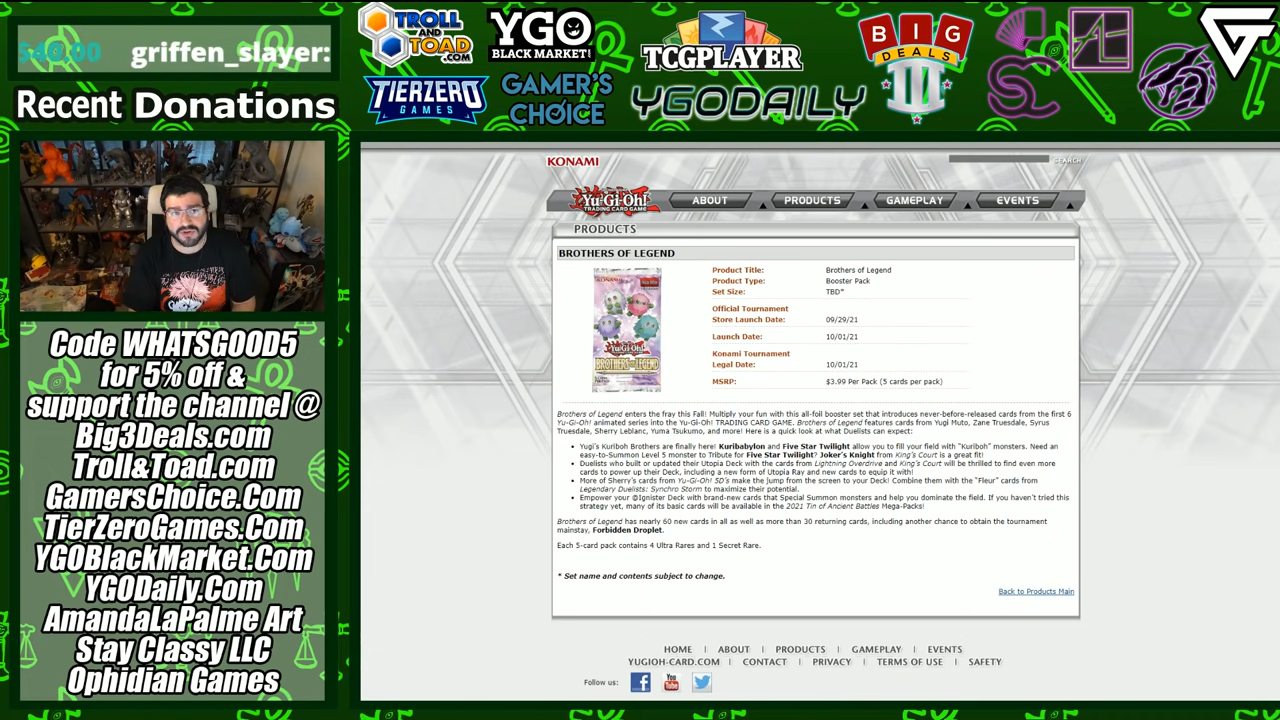 $40.00 griffen_slayer:
Recent Donations
TROLL AND TOAD.COM
YGO BLACK MARKET!
TCGPLAYER
BIG DEALS
TIERZERO GAMES
GAMER'S CHOICE
YGODAILY
Code WHATSGOOD5
for 5% off &
support the channel @
Big3Deals.com
Troll&Toad.com
GamersChoice.Com
TierZeroGames.Com
YGOBlackMarket.Com
YGODaily.Com
AmandaLaPalme Art
Stay Classy LLC
Ophidian Games
KONAMI
SEARCH
Yu-Gi-Oh! TRADING CARD GAME
ABOUT
PRODUCTS
GAMEPLAY
EVENTS
PRODUCTS
BROTHERS OF LEGEND
Product Title: Brothers of Legend
Product Type: Booster Pack
Set Size: TBD*
Official Tournament
Store Launch Date: 09/29/21
Launch Date: 10/01/21
Konami Tournament
Legal Date: 10/01/21
MSRP: $3.99 Per Pack (5 cards per pack)
Yu-Gi-Oh!
BROTHERS OF LEGEND
Brothers of Legend enters the fray this Fall! Multiply your fun with this all-foil booster set that introduces never-before-released cards from the first 6
Yu-Gi-Oh! animated series into the Yu-Gi-Oh! TRADING CARD GAME. Brothers of Legend features cards from Yugi Muto, Zane Truesdale, Syrus
Truesdale, Sherry Leblanc, Yuma Tsukumo, and more! Here is a quick look at what Duelists can expect:
• Yugi's Kuriboh Brothers are finally here! Kuribabylon and Five Star Twilight allow you to fill your field with "Kuriboh" monsters. Need an
easy-to-Summon Level 5 monster to Tribute for Five Star Twilight? Joker's Knight from King's Court is a great fit!
• Duelists who built or updated their Utopia Deck with the cards from Lightning Overdrive and King's Court will be thrilled to find even more
cards to power up their Deck, including a new form of Utopia Ray and new cards to equip it with!
• More of Sherry's cards from Yu-Gi-Oh! 5D's make the jump from the screen to your Deck! Combine them with the "Fleur" cards from
Legendary Duelists: Synchro Storm to maximize their potential.
• Empower your @Ignister Deck with brand-new cards that Special Summon monsters and help you dominate the field. If you haven't tried this
strategy yet, many of its basic cards will be available in the 2021 Tin of Ancient Battles Mega-Packs!
Brothers of Legend has nearly 60 new cards in all as well as more than 30 returning cards, including another chance to obtain the tournament
mainstay, Forbidden Droplet.
Each 5-card pack contains 4 Ultra Rares and 1 Secret Rare.
* Set name and contents subject to change.
Back to Products Main
HOME | ABOUT | PRODUCTS | GAMEPLAY | EVENTS
YUGIOH-CARD.COM | CONTACT | PRIVACY | TERMS OF USE | SAFETY
Follow us:
You Tube